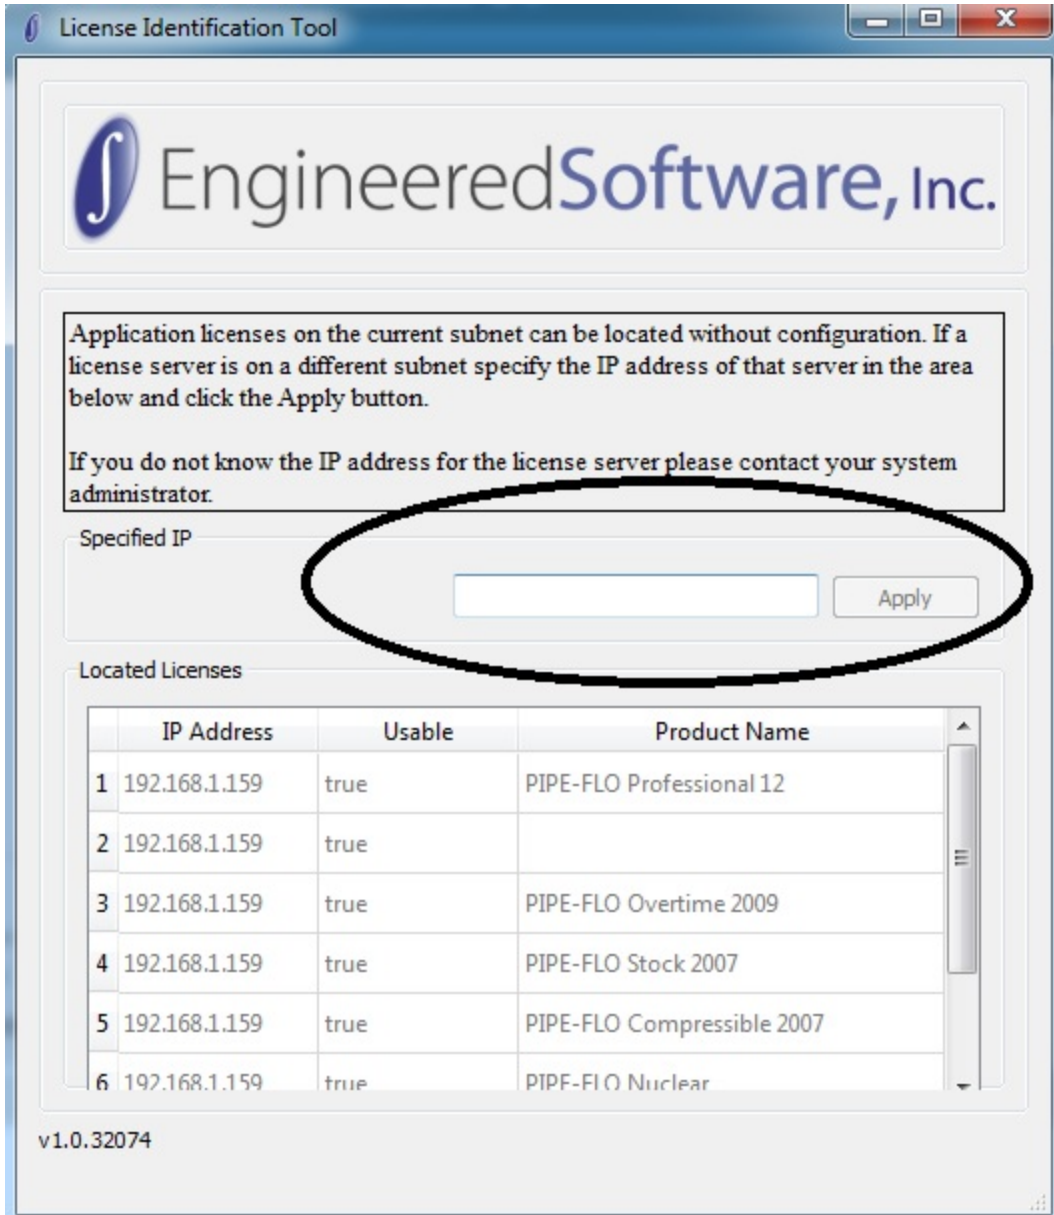 License Identification Tool
EngineeredSoftware, Inc.
Application licenses on the current subnet can be located without configuration. If a
license server is on a different subnet specify the IP address of that server in the area
below and click the Apply button.
If you do not know the IP address for the license server please contact your system
administrator.
Specified IP
Apply
Located Licenses
IP Address Usable Product Name
1 192.168.1.159 true PIPE-FLO Professional 12
2 192.168.1.159 true
3 192.168.1.159 true PIPE-FLO Overtime 2009
4 192.168.1.159 true PIPE-FLO Stock 2007
5 192.168.1.159 true PIPE-FLO Compressible 2007
6 192.168.1.159 true PIPE-FLO Nuclear
v1.0.32074